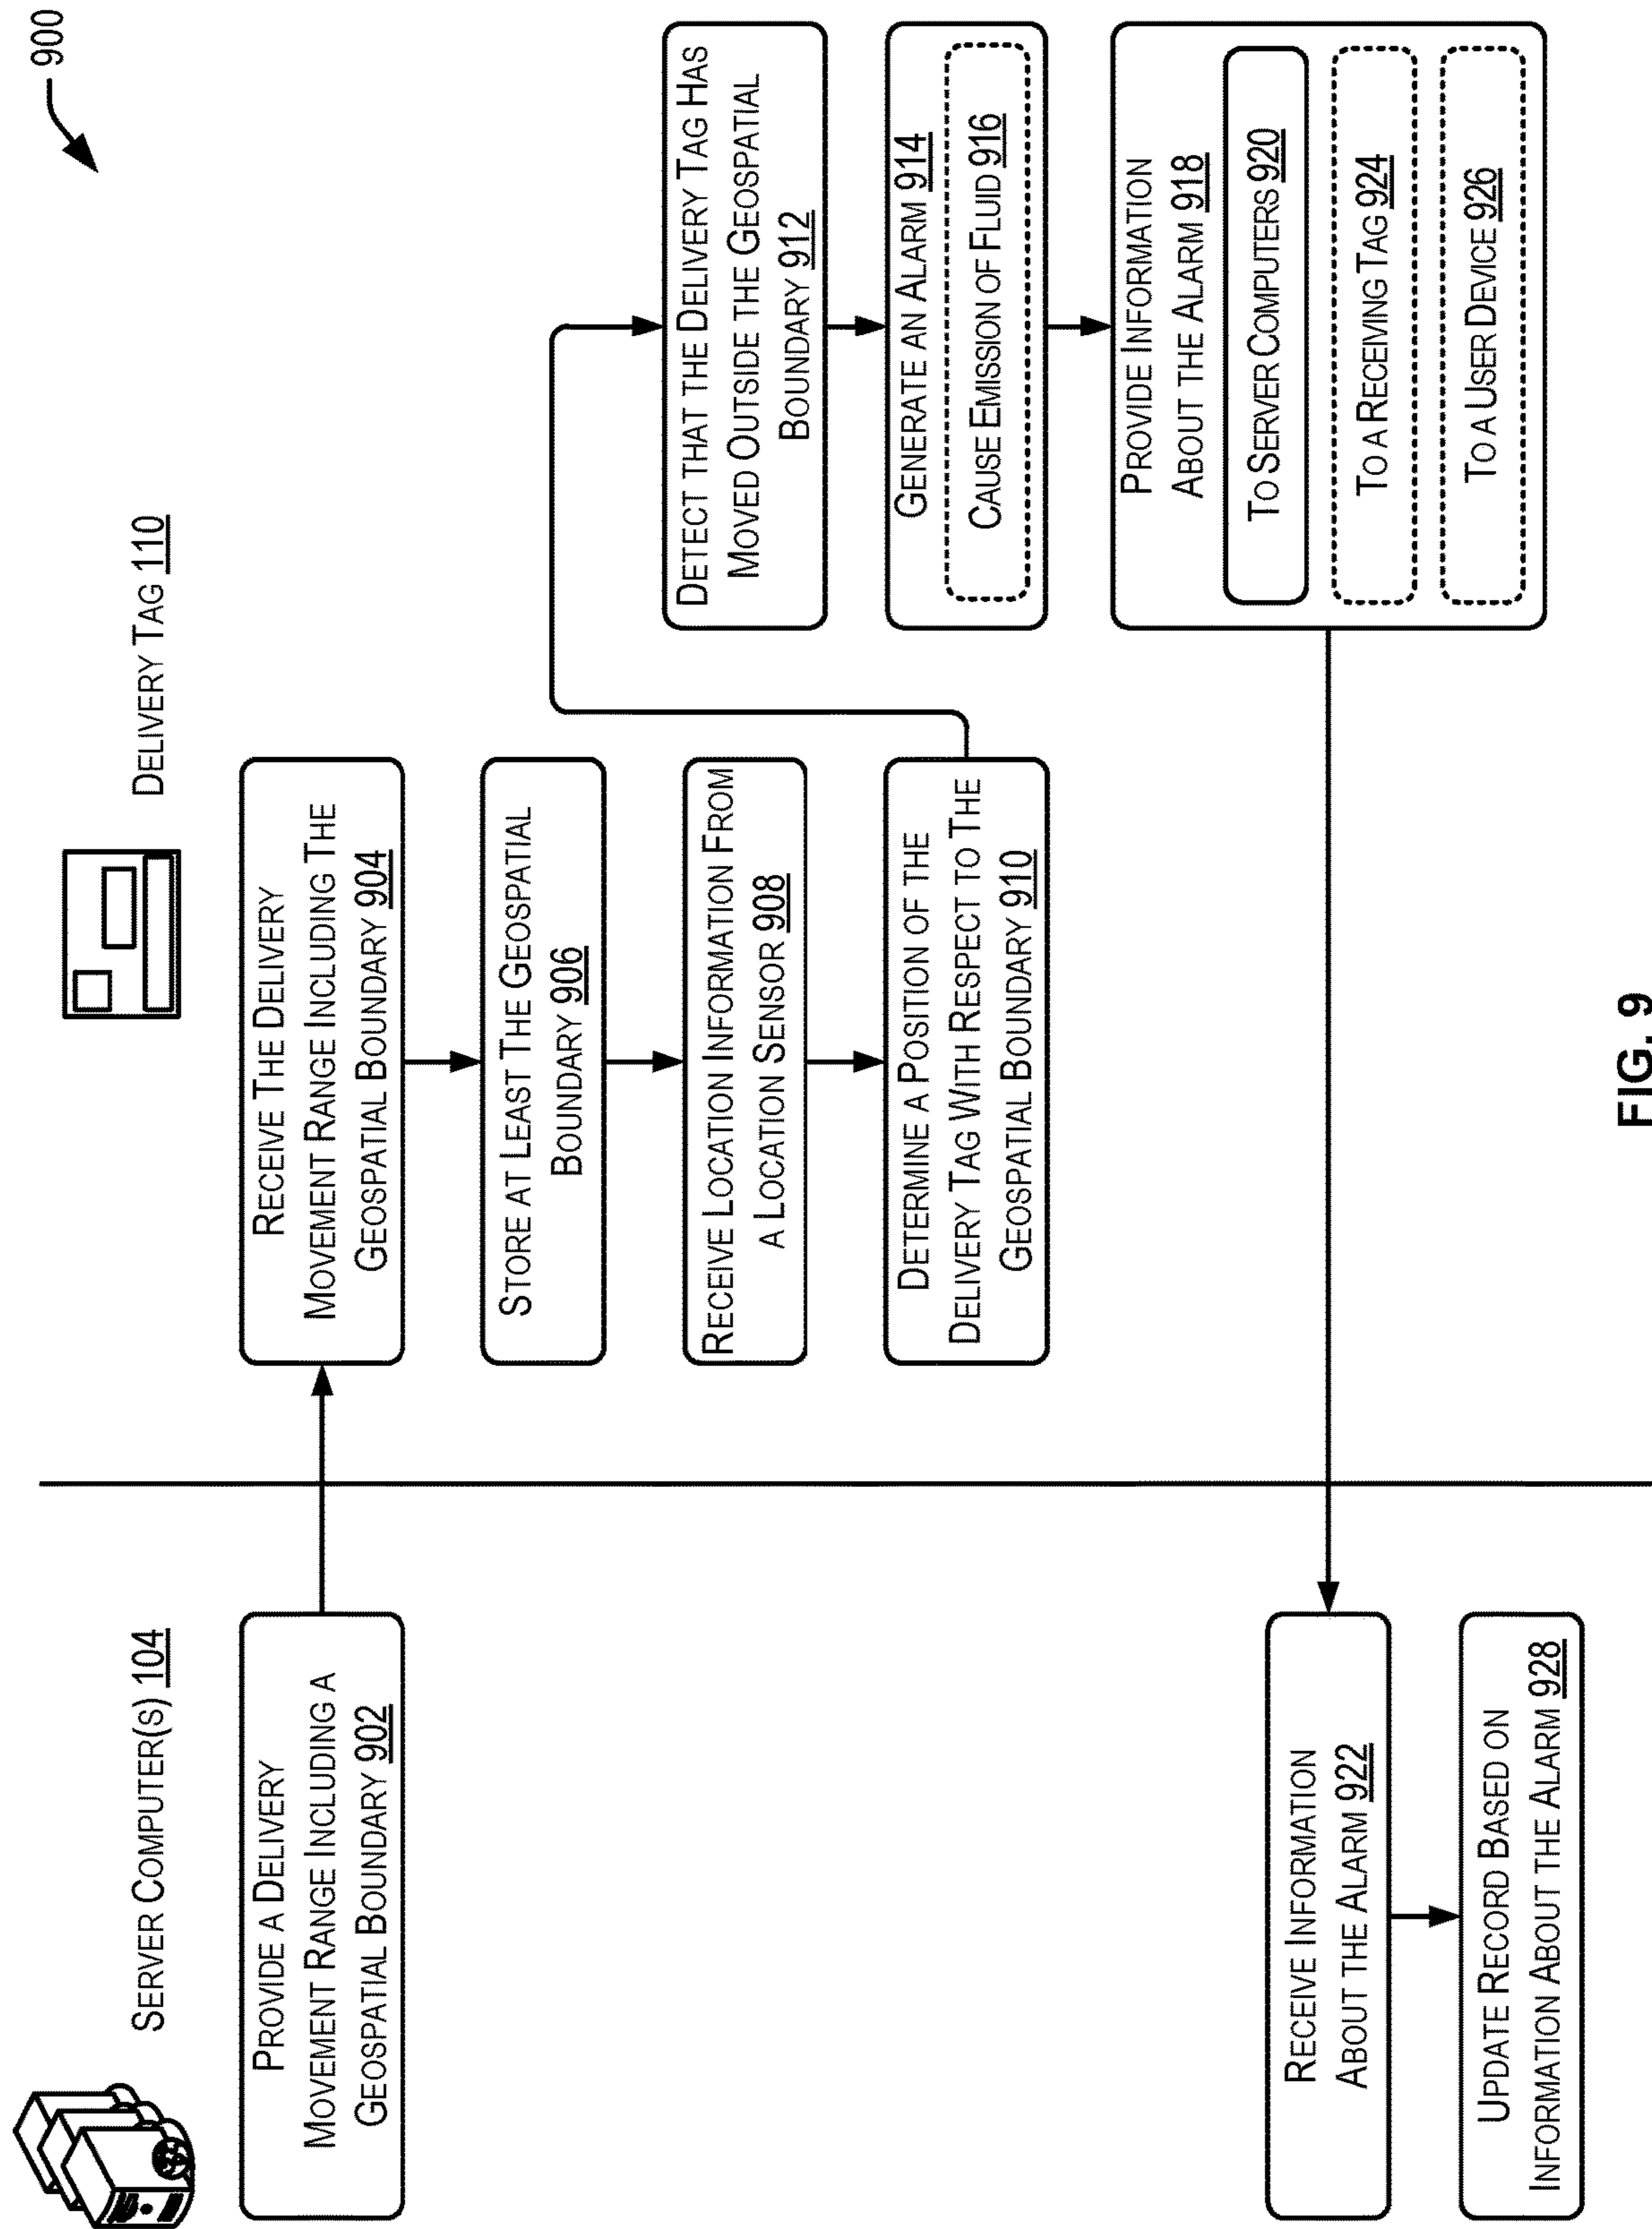 900
SERVER COMPUTER(S) 104
DELIVERY TAG 110
PROVIDE A DELIVERY
MOVEMENT RANGE INCLUDING A
GEOSPATIAL BOUNDARY 902
RECEIVE THE DELIVERY
MOVEMENT RANGE INCLUDING THE
GEOSPATIAL BOUNDARY 904
STORE AT LEAST THE GEOSPATIAL
BOUNDARY 906
RECEIVE LOCATION INFORMATION FROM
A LOCATION SENSOR 908
DETERMINE A POSITION OF THE
DELIVERY TAG WITH RESPECT TO THE
GEOSPATIAL BOUNDARY 910
DETECT THAT THE DELIVERY TAG HAS
MOVED OUTSIDE THE GEOSPATIAL
BOUNDARY 912
GENERATE AN ALARM 914
CAUSE EMISSION OF FLUID 916
PROVIDE INFORMATION
ABOUT THE ALARM 918
TO SERVER COMPUTERS 920
TO A RECEIVING TAG 924
TO A USER DEVICE 926
RECEIVE INFORMATION
ABOUT THE ALARM 922
UPDATE RECORD BASED ON
INFORMATION ABOUT THE ALARM 928
FIG. 9